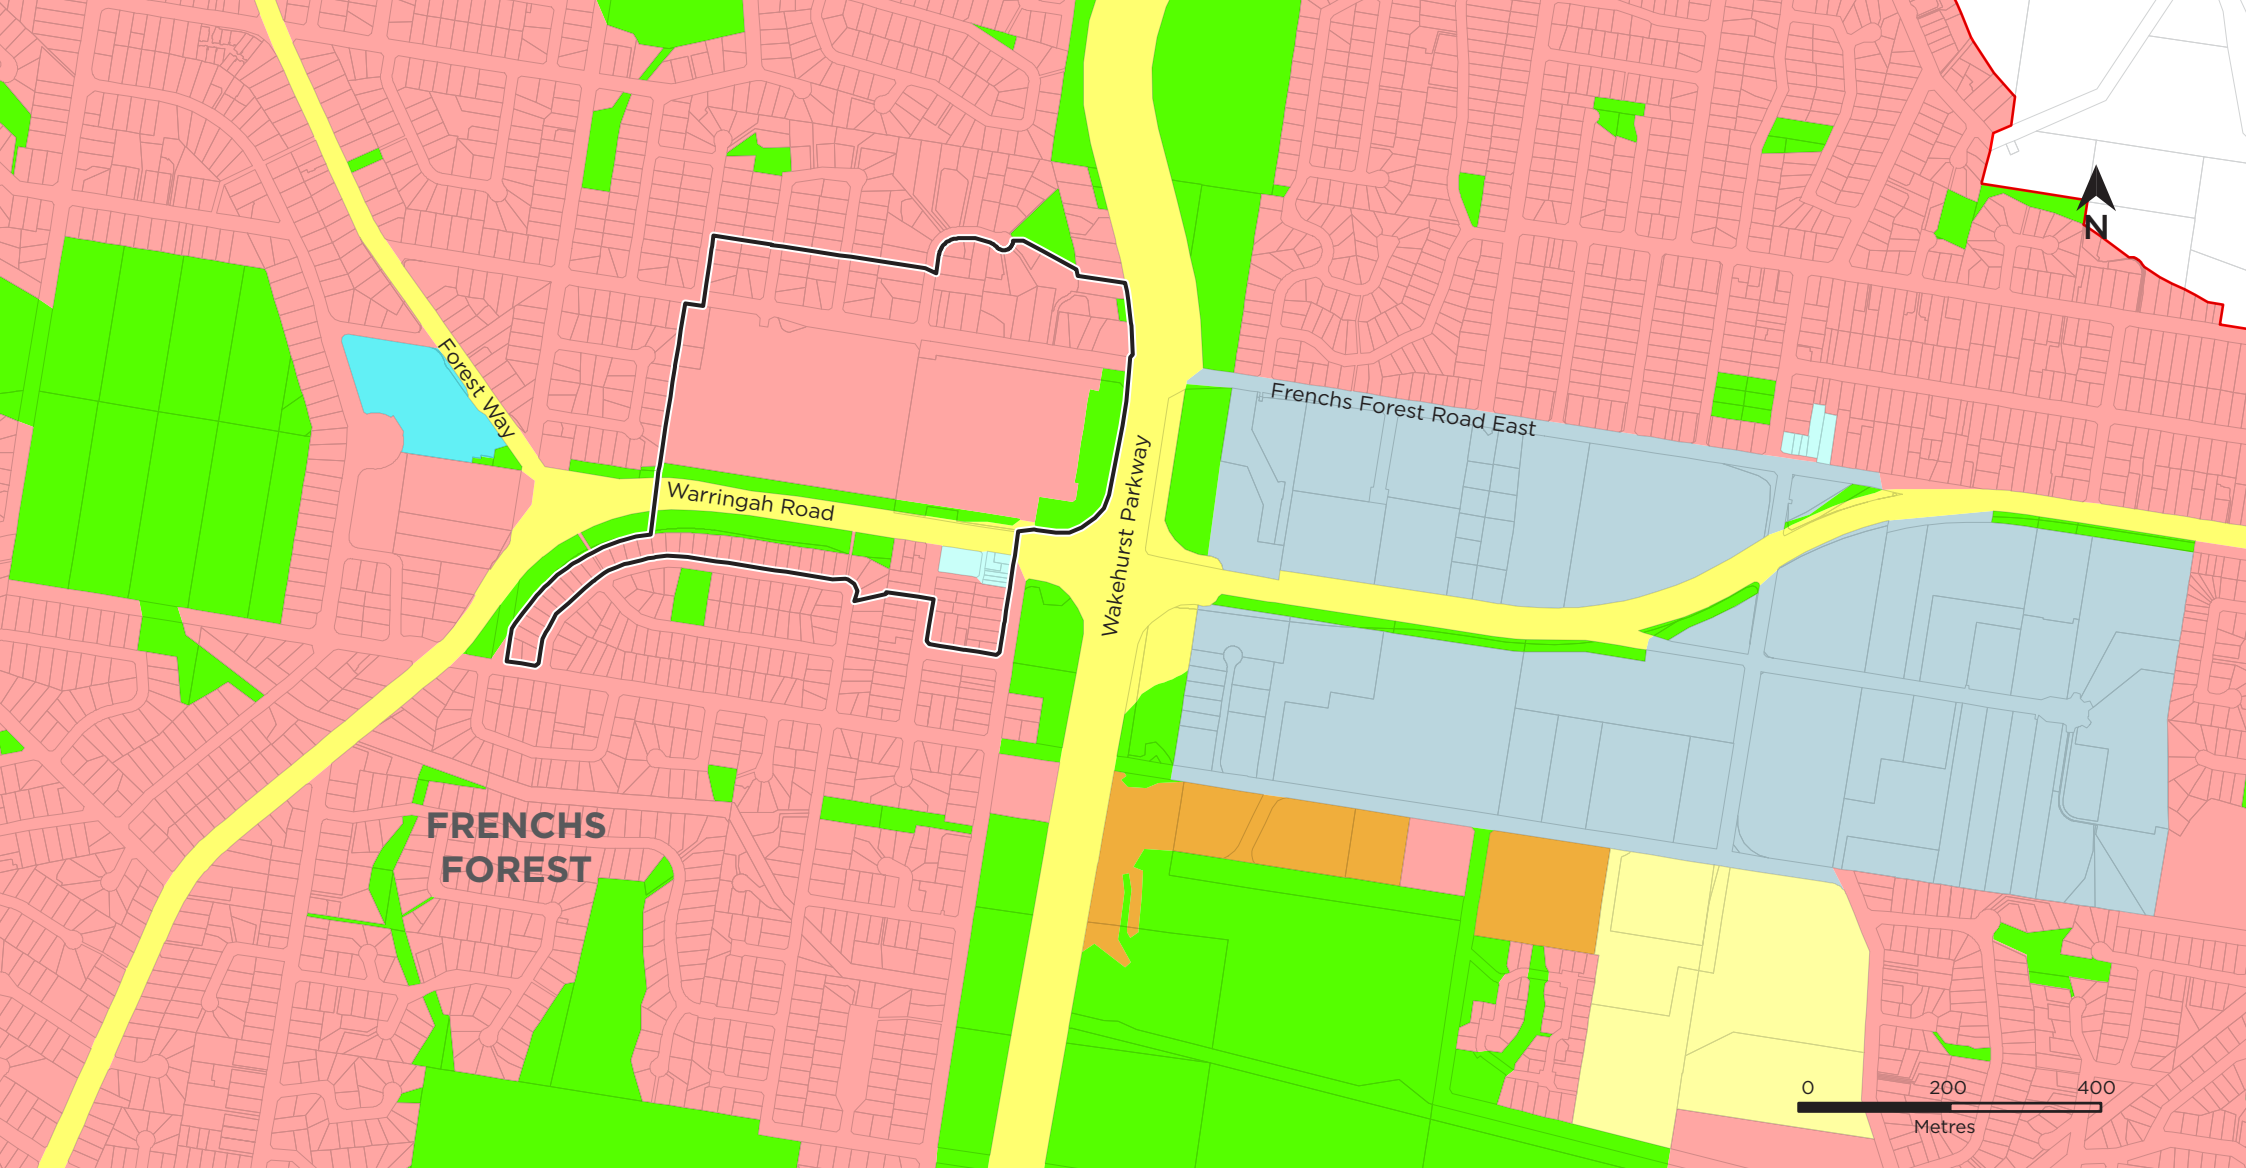 N
Forest Way
Frenchs Forest Road East
Warringah Road
Wakehurst Parkway
FRENCHS
FOREST
0 200 400
Metres